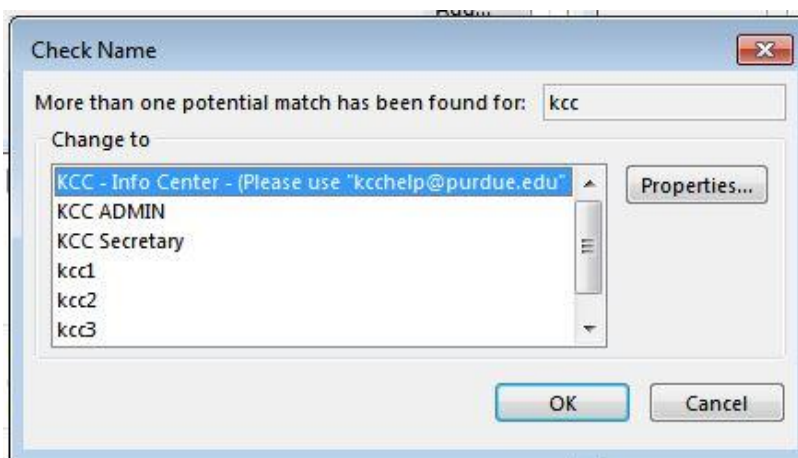 Check Name
More than one potential match has been found for: kcc
Change to
KCC - Info Center - (Please use "kcchelp@purdue.edu"
Properties...
KCC ADMIN
KCC Secretary
kcc1
kcc2
kcc3
OK Cancel